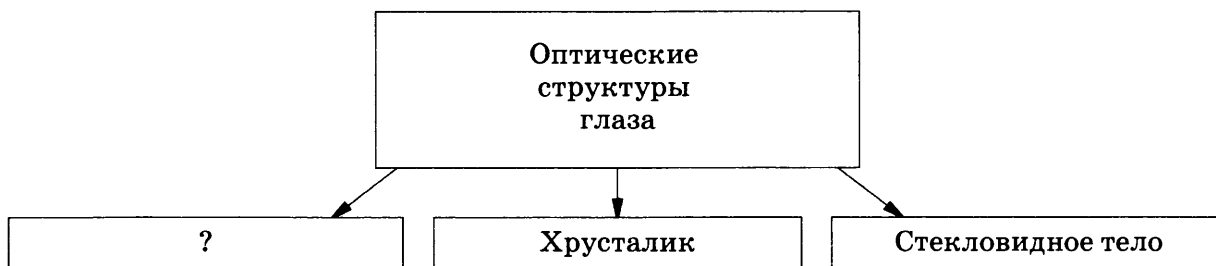 Оптические
структуры
глаза
?
Хрусталик
Стекловидное тело